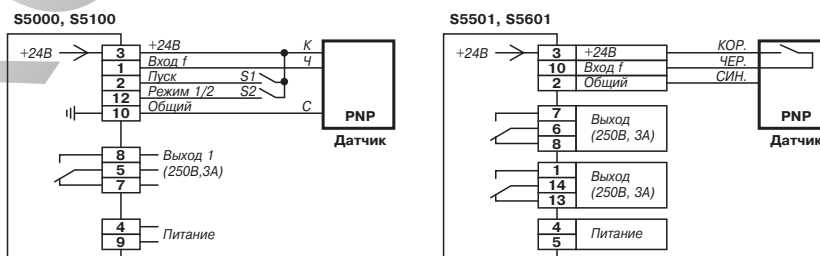 S5000, S5100
+24В
3 +24В К
1 Вход f Ч
2 Пуск S1
12 Режим 1/2 S2
10 Общий С
PNP
Датчик
8 Выход 1
5 (250В,3А)
7
4 Питание
9
S5501, S5601
+24В
3 +24В КОР.
10 Вход f ЧЕР.
2 Общий СИН.
PNP
Датчик
7 Выход
6 (250В, 3А)
8
1 Выход
14 (250В, 3А)
13
4 Питание
5